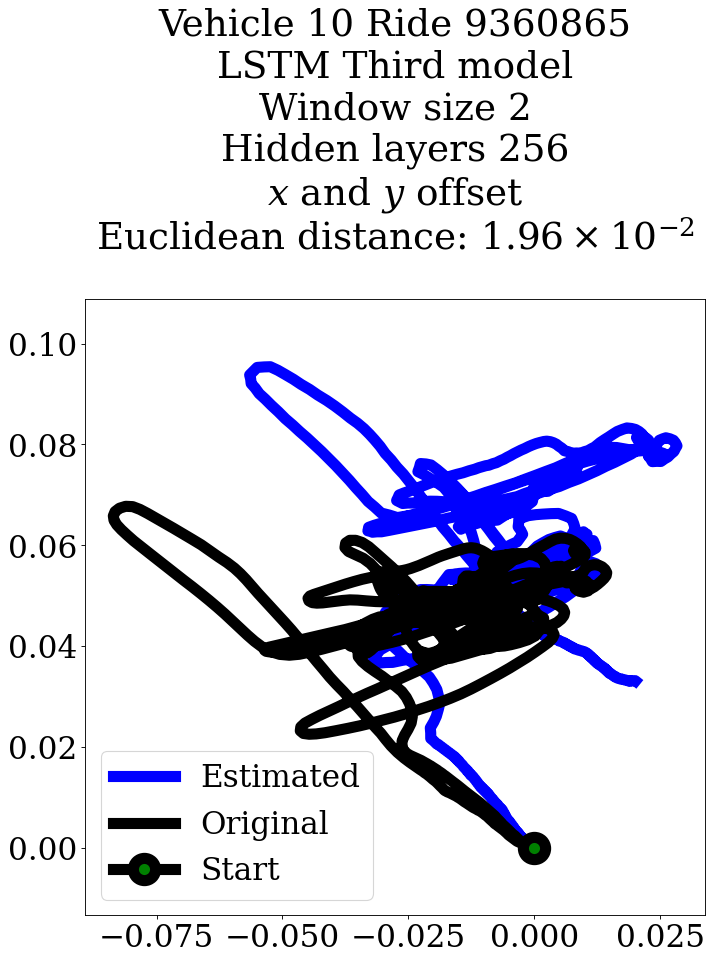 Vehicle 10 Ride 9360865
LSTM Third model
Window size 2
Hidden layers 256
x and y offset
Euclidean distance: 1.96 × 10⁻²
0.10
0.08
0.06
0.04
0.02
0.00
Estimated
Original
Start
−0.075 −0.050 −0.025 0.000 0.025